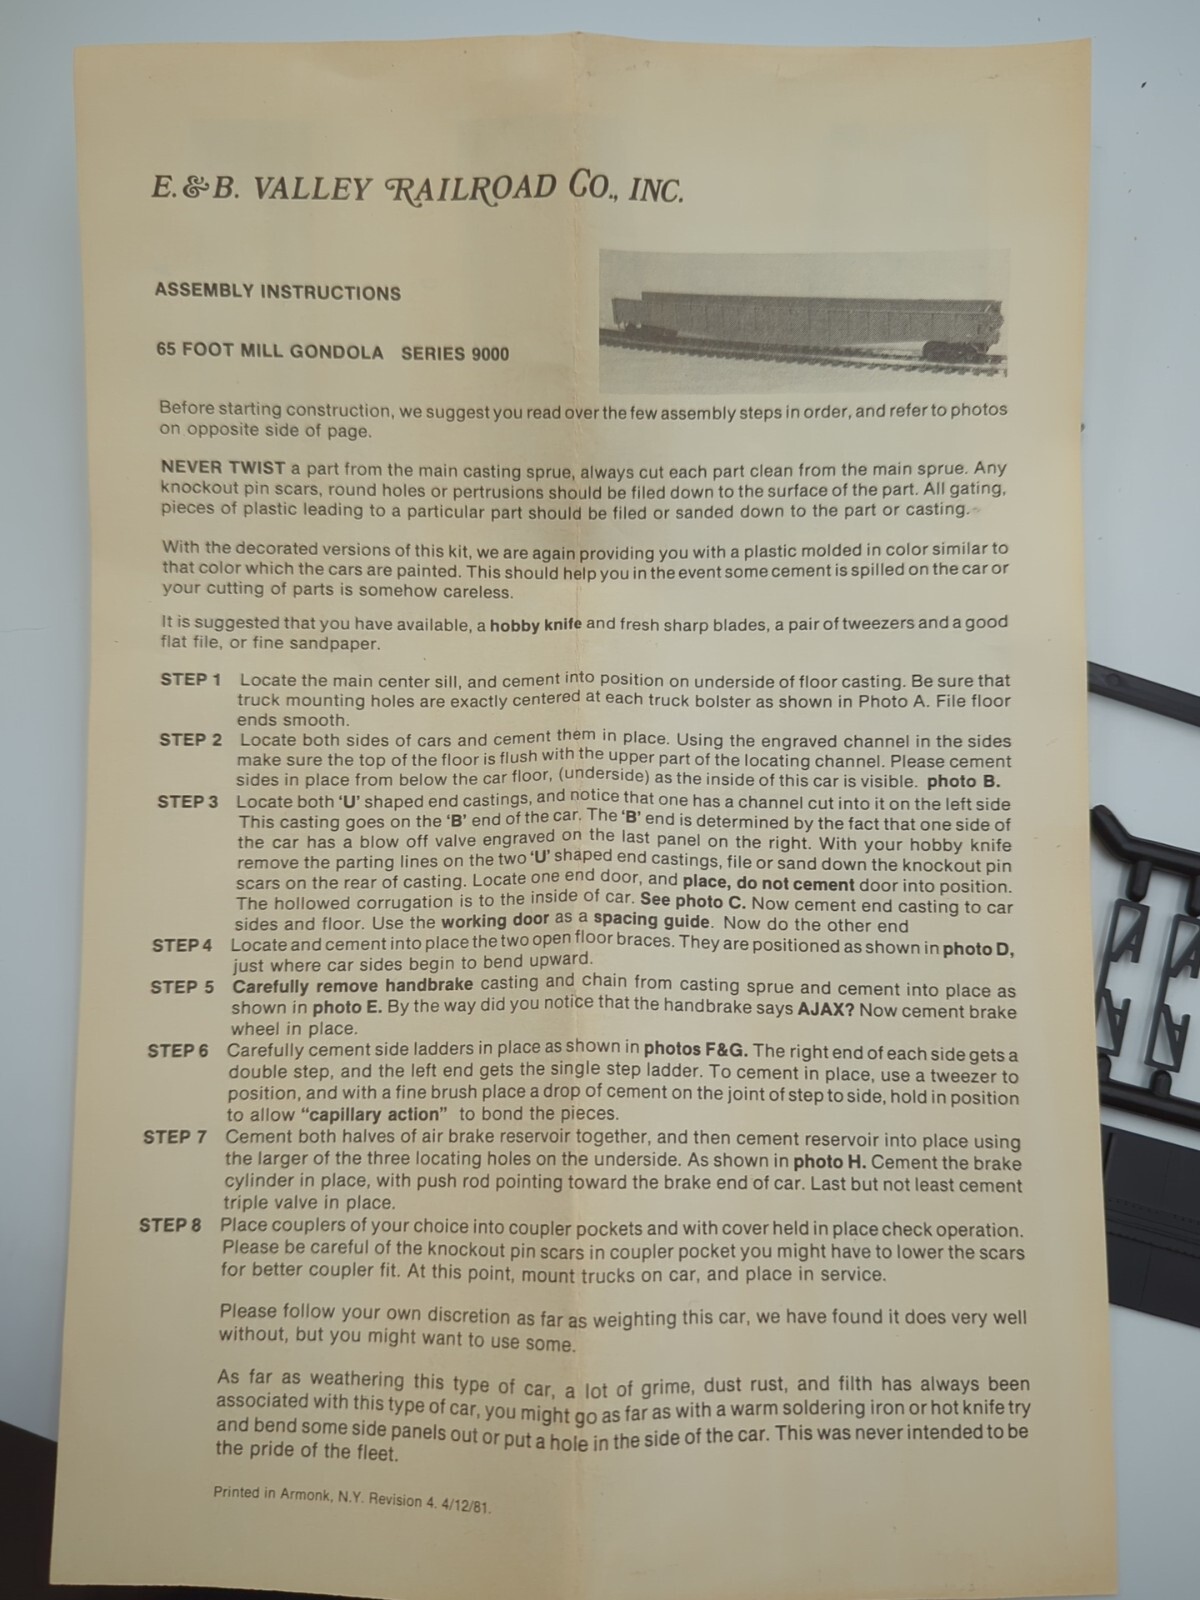 E. & B. VALLEY RAILROAD CO., INC.
ASSEMBLY INSTRUCTIONS
65 FOOT MILL GONDOLA SERIES 9000
Before starting construction, we suggest you read over the few assembly steps in order, and refer to photos
on opposite side of page.
NEVER TWIST a part from the main casting sprue, always cut each part clean from the main sprue. Any
knockout pin scars, round holes or pertrusions should be filed down to the surface of the part. All gating,
pieces of plastic leading to a particular part should be filed or sanded down to the part or casting.
With the decorated versions of this kit, we are again providing you with a plastic molded in color similar to
that color which the cars are painted. This should help you in the event some cement is spilled on the car or
your cutting of parts is somehow careless.
It is suggested that you have available, a hobby knife and fresh sharp blades, a pair of tweezers and a good
flat file, or fine sandpaper.
STEP 1 Locate the main center sill, and cement into position on underside of floor casting. Be sure that
truck mounting holes are exactly centered at each truck bolster as shown in Photo A. File floor
ends smooth.
STEP 2 Locate both sides of cars and cement them in place. Using the engraved channel in the sides
make sure the top of the floor is flush with the upper part of the locating channel. Please cement
sides in place from below the car floor, (underside) as the inside of this car is visible. photo B.
STEP 3 Locate both 'U' shaped end castings, and notice that one has a channel cut into it on the left side
This casting goes on the 'B' end of the car. The 'B' end is determined by the fact that one side of
the car has a blow off valve engraved on the last panel on the right. With your hobby knife
remove the parting lines on the two 'U' shaped end castings, file or sand down the knockout pin
scars on the rear of casting. Locate one end door, and place, do not cement door into position.
The hollowed corrugation is to the inside of car. See photo C. Now cement end casting to car
sides and floor. Use the working door as a spacing guide. Now do the other end
STEP 4 Locate and cement into place the two open floor braces. They are positioned as shown in photo D,
just where car sides begin to bend upward.
STEP 5 Carefully remove handbrake casting and chain from casting sprue and cement into place as
shown in photo E. By the way did you notice that the handbrake says AJAX? Now cement brake
wheel in place.
STEP 6 Carefully cement side ladders in place as shown in photos F&G. The right end of each side gets a
double step, and the left end gets the single step ladder. To cement in place, use a tweezer to
position, and with a fine brush place a drop of cement on the joint of step to side, hold in position
to allow "capillary action" to bond the pieces.
STEP 7 Cement both halves of air brake reservoir together, and then cement reservoir into place using
the larger of the three locating holes on the underside. As shown in photo H. Cement the brake
cylinder in place, with push rod pointing toward the brake end of car. Last but not least cement
triple valve in place.
STEP 8 Place couplers of your choice into coupler pockets and with cover held in place check operation.
Please be careful of the knockout pin scars in coupler pocket you might have to lower the scars
for better coupler fit. At this point, mount trucks on car, and place in service.
Please follow your own discretion as far as weighting this car, we have found it does very well
without, but you might want to use some.
As far as weathering this type of car, a lot of grime, dust rust, and filth has always been
associated with this type of car, you might go as far as with a warm soldering iron or hot knife try
and bend some side panels out or put a hole in the side of the car. This was never intended to be
the pride of the fleet.
Printed in Armonk, N.Y. Revision 4. 4/12/81.